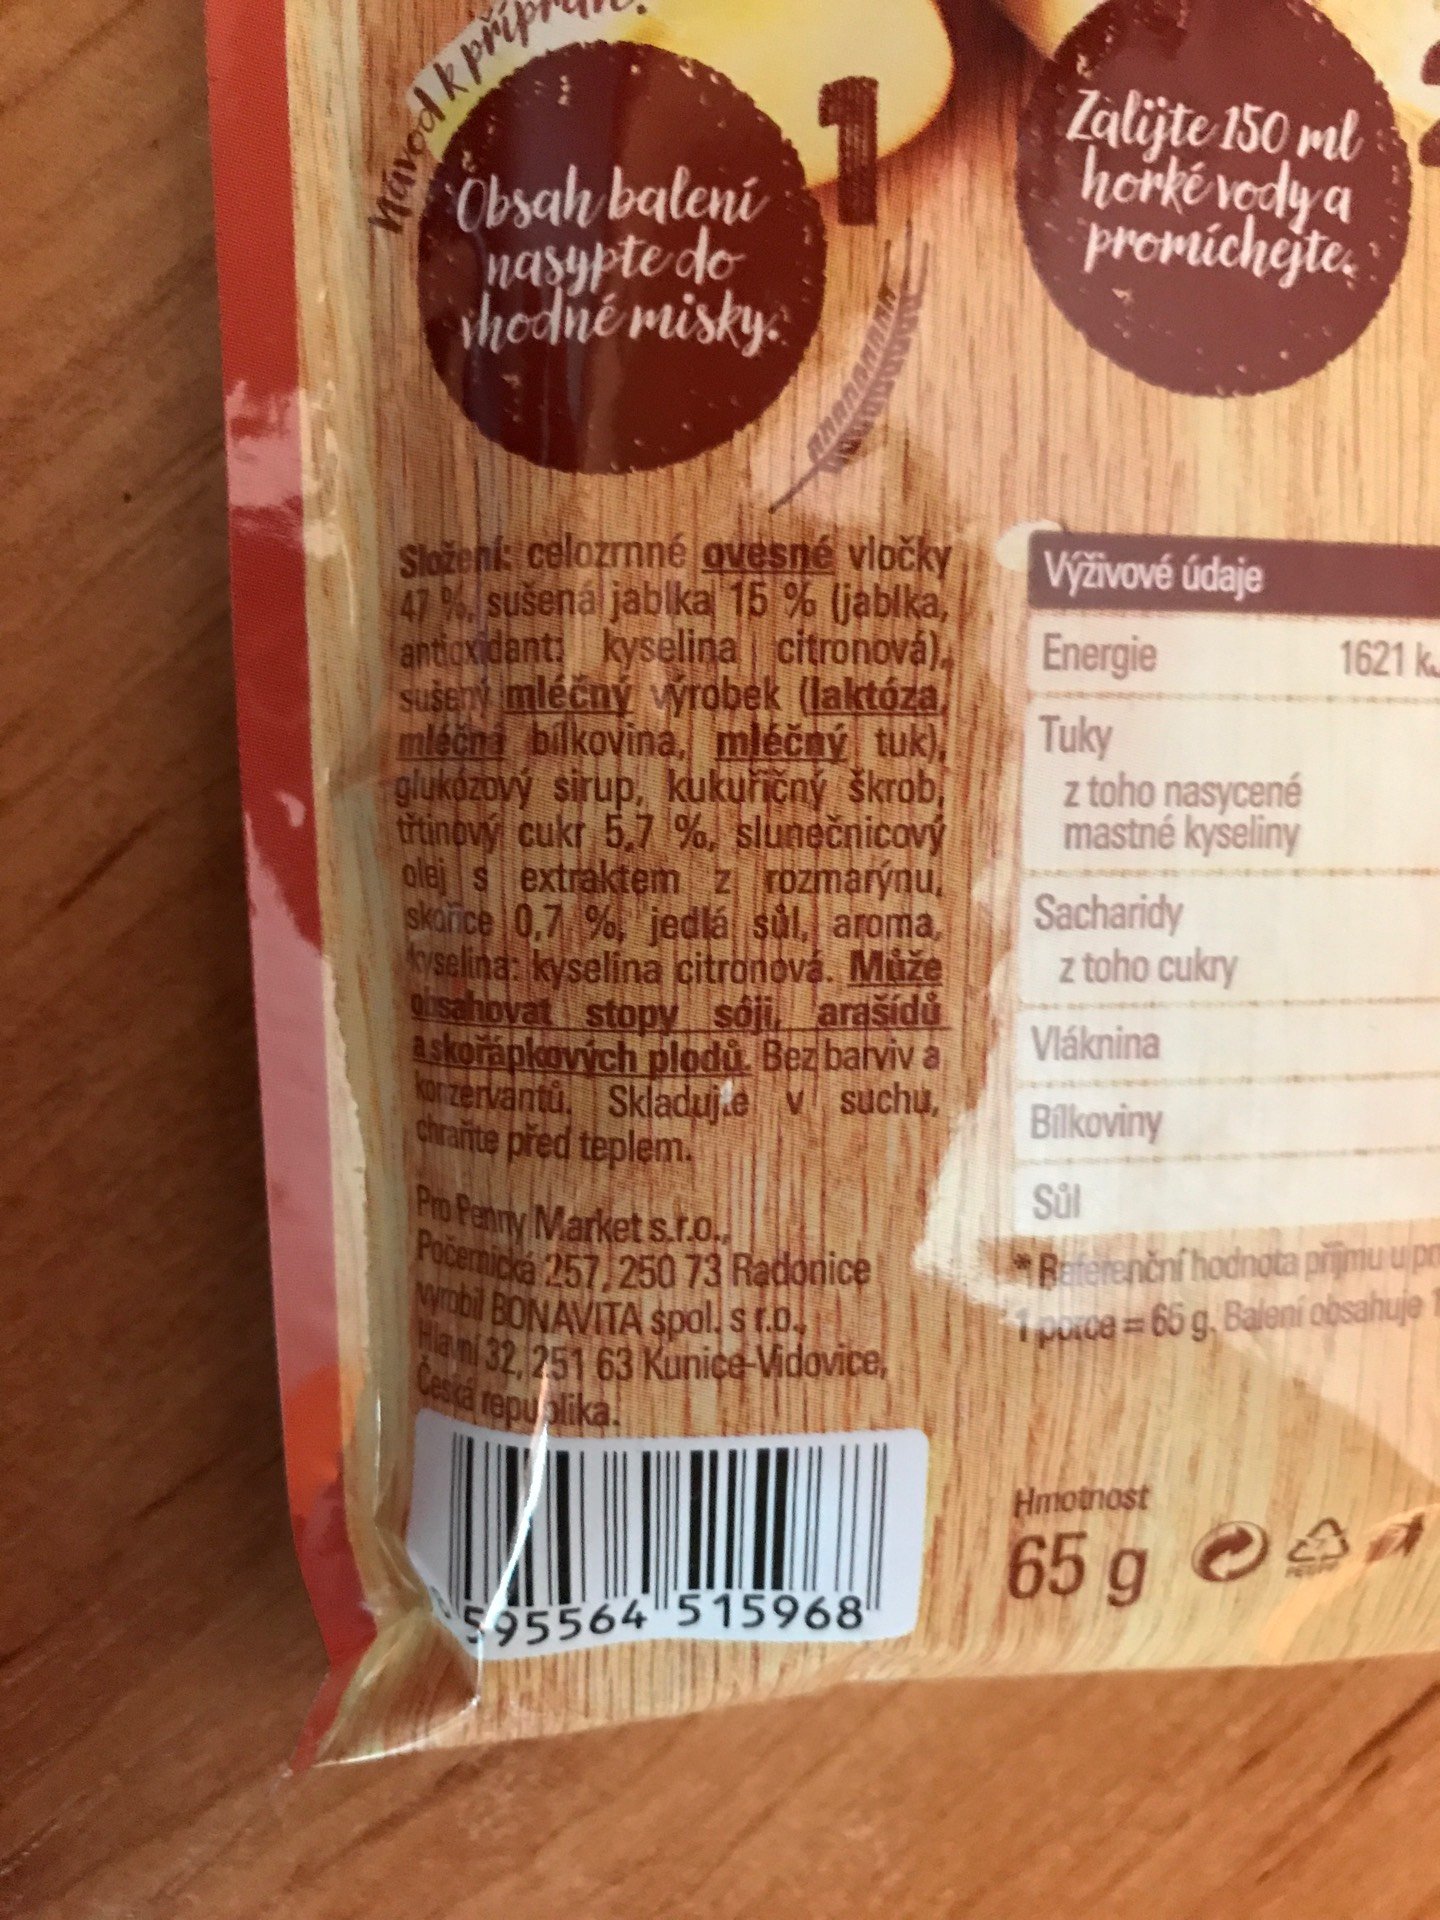 Návod k přípravě:
1
Obsah balení
nasypte do
vhodné misky.
Zalijte 150 ml
horké vody a
promíchejte.
Složení: celozrnné ovesné vločky
47 %, sušená jablka 15 % (jablka,
antioxidant: kyselina citronová),
sušený mléčný výrobek (laktóza,
mléčná bílkovina, mléčný tuk),
glukózový sirup, kukuřičný škrob,
třtinový cukr 5,7 %, slunečnicový
olej s extraktem z rozmarýnu,
skořice 0,7 %, jedlá sůl, aroma,
kyselina: kyselina citronová. Může
obsahovat stopy sóji, arašídů
a skořápkových plodů. Bez barviv a
konzervantů. Skladujte v suchu,
chraňte před teplem.
Pro Penny Market s.r.o.,
Počernická 257, 250 73 Radonice
vyrobil BONAVITA spol. s r.o.,
Hlavní 32, 251 63 Kunice-Vidovice,
Česká republika.
595564 515968
Výživové údaje
Energie 1621 kJ
Tuky
z toho nasycené
mastné kyseliny
Sacharidy
z toho cukry
Vláknina
Bílkoviny
Sůl
* Referenční hodnota příjmu u
1 porce = 65 g. Balení obsahuje 1
Hmotnost
65 g